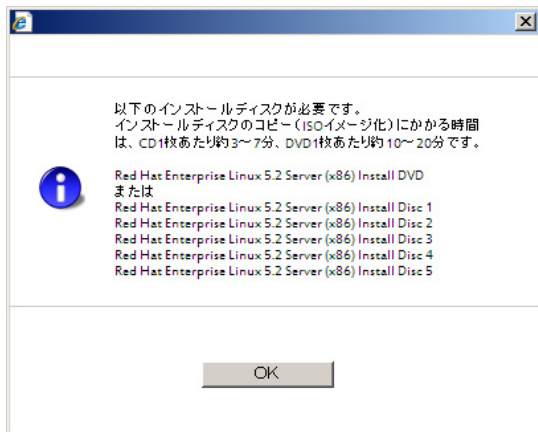 以下のインストールディスクが必要です。
インストールディスクのコピー(ISOイメージ化)にかかる時間
は、CD1枚あたり約3～7分、DVD1枚あたり約10～20分です。
Red Hat Enterprise Linux 5.2 Server (x86) Install DVD
または
Red Hat Enterprise Linux 5.2 Server (x86) Install Disc 1
Red Hat Enterprise Linux 5.2 Server (x86) Install Disc 2
Red Hat Enterprise Linux 5.2 Server (x86) Install Disc 3
Red Hat Enterprise Linux 5.2 Server (x86) Install Disc 4
Red Hat Enterprise Linux 5.2 Server (x86) Install Disc 5
OK